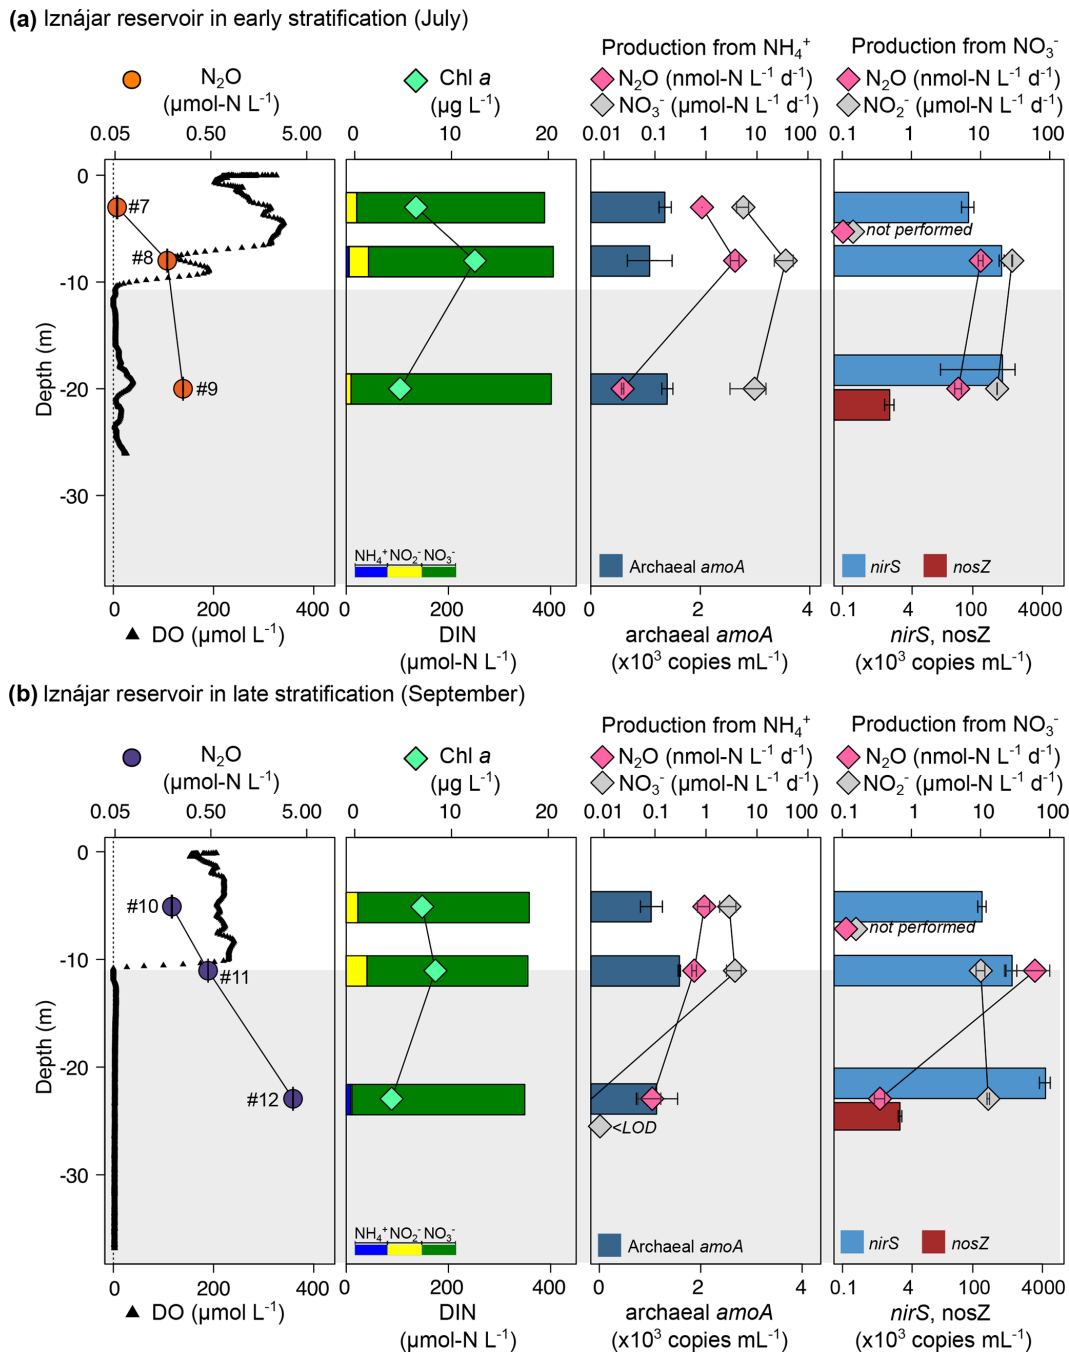 (a) Iznájar reservoir in early stratification (July)
N₂O
(µmol-N L⁻¹)
0.05 0.50 5.00
Chl a
(µg L⁻¹)
0 10 20
Production from NH₄⁺
N₂O (nmol-N L⁻¹ d⁻¹)
NO₃⁻ (µmol-N L⁻¹ d⁻¹)
0.01 0.1 1 10 100
Production from NO₃⁻
N₂O (nmol-N L⁻¹ d⁻¹)
NO₂⁻ (µmol-N L⁻¹ d⁻¹)
0.1 1 10 100
Depth (m)
0
-10
-20
-30
#7
#8
#9
not performed
NH₄⁺ NO₂⁻ NO₃⁻
Archaeal amoA
nirS nosZ
0 200 400
DO (µmol L⁻¹)
0 200 400
DIN
(µmol-N L⁻¹)
0 2 4
archaeal amoA
(x10³ copies mL⁻¹)
0.1 4 100 4000
nirS, nosZ
(x10³ copies mL⁻¹)
(b) Iznájar reservoir in late stratification (September)
N₂O
(µmol-N L⁻¹)
0.05 0.50 5.00
Chl a
(µg L⁻¹)
0 10 20
Production from NH₄⁺
N₂O (nmol-N L⁻¹ d⁻¹)
NO₃⁻ (µmol-N L⁻¹ d⁻¹)
0.01 0.1 1 10 100
Production from NO₃⁻
N₂O (nmol-N L⁻¹ d⁻¹)
NO₂⁻ (µmol-N L⁻¹ d⁻¹)
0.1 1 10 100
Depth (m)
0
-10
-20
-30
#10
#11
#12
not performed
<LOD
NH₄⁺ NO₂⁻ NO₃⁻
Archaeal amoA
nirS nosZ
0 200 400
DO (µmol L⁻¹)
0 200 400
DIN
(µmol-N L⁻¹)
0 2 4
archaeal amoA
(x10³ copies mL⁻¹)
0.1 4 100 4000
nirS, nosZ
(x10³ copies mL⁻¹)